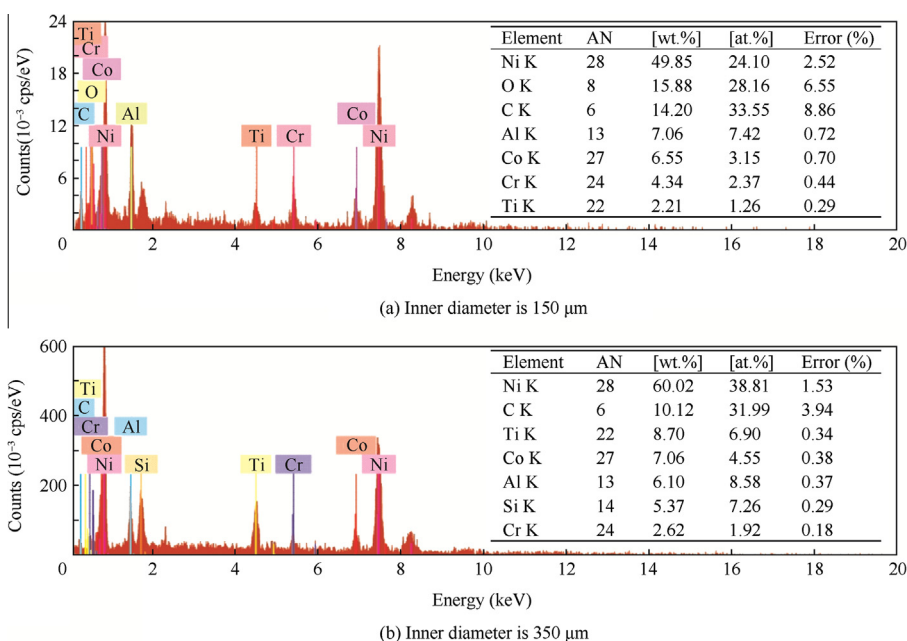 24
18
12
6
0
Counts(10⁻³ cps/eV)
Ti
Cr
Co
O
C
Al
Ni
Ti
Cr
Co
Ni
Element AN [wt.%] [at.%] Error (%)
Ni K 28 49.85 24.10 2.52
O K 8 15.88 28.16 6.55
C K 6 14.20 33.55 8.86
Al K 13 7.06 7.42 0.72
Co K 27 6.55 3.15 0.70
Cr K 24 4.34 2.37 0.44
Ti K 22 2.21 1.26 0.29
2 4 6 8 10 12 14 16 18 20
Energy (keV)
(a) Inner diameter is 150 μm
600
400
200
0
Counts (10⁻³ cps/eV)
Ti
C
Cr
Al
Co
Ni
Si
Ti
Cr
Co
Ni
Element AN [wt.%] [at.%] Error (%)
Ni K 28 60.02 38.81 1.53
C K 6 10.12 31.99 3.94
Ti K 22 8.70 6.90 0.34
Co K 27 7.06 4.55 0.38
Al K 13 6.10 8.58 0.37
Si K 14 5.37 7.26 0.29
Cr K 24 2.62 1.92 0.18
2 4 6 8 10 12 14 16 18 20
Energy (keV)
(b) Inner diameter is 350 μm